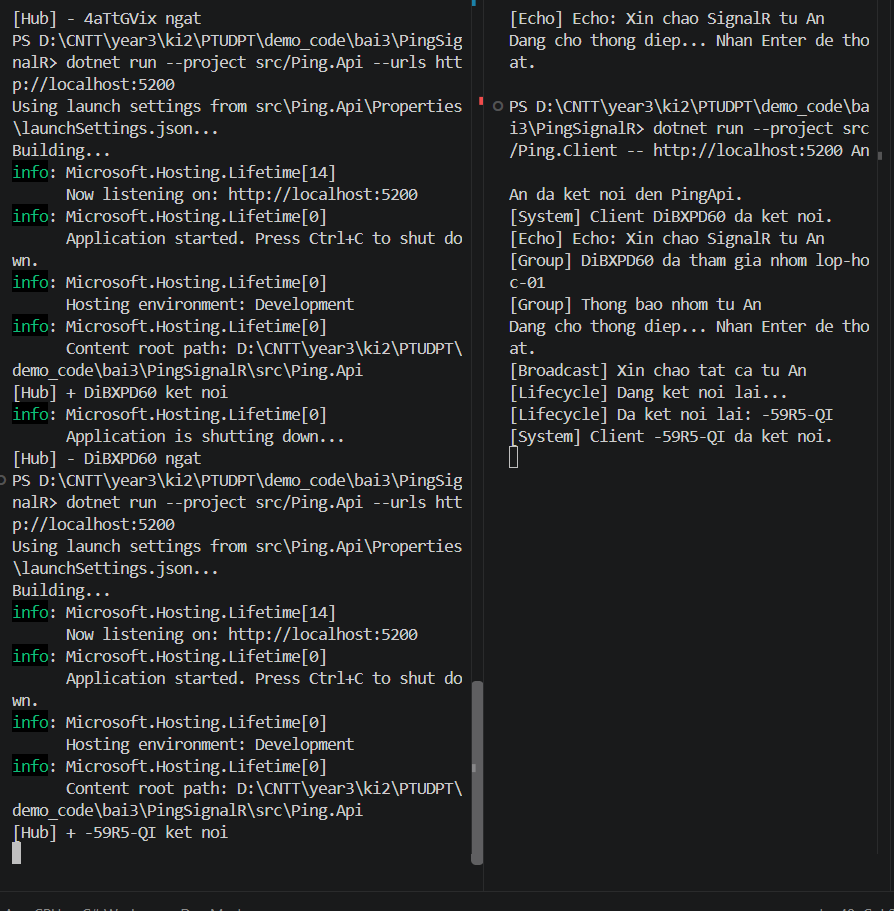 [Hub] - 4aTtGVix ngat
PS D:\CNTT\year3\ki2\PTUDPT\demo_code\bai3\PingSig
nalR> dotnet run --project src/Ping.Api --urls htt
p://localhost:5200
Using launch settings from src\Ping.Api\Properties
\launchSettings.json...
Building...
info: Microsoft.Hosting.Lifetime[14]
Now listening on: http://localhost:5200
info: Microsoft.Hosting.Lifetime[0]
Application started. Press Ctrl+C to shut do
wn.
info: Microsoft.Hosting.Lifetime[0]
Hosting environment: Development
info: Microsoft.Hosting.Lifetime[0]
Content root path: D:\CNTT\year3\ki2\PTUDPT\
demo_code\bai3\PingSignalR\src\Ping.Api
[Hub] + DiBXPD60 ket noi
info: Microsoft.Hosting.Lifetime[0]
Application is shutting down...
[Hub] - DiBXPD60 ngat
PS D:\CNTT\year3\ki2\PTUDPT\demo_code\bai3\PingSig
nalR> dotnet run --project src/Ping.Api --urls htt
p://localhost:5200
Using launch settings from src\Ping.Api\Properties
\launchSettings.json...
Building...
info: Microsoft.Hosting.Lifetime[14]
Now listening on: http://localhost:5200
info: Microsoft.Hosting.Lifetime[0]
Application started. Press Ctrl+C to shut do
wn.
info: Microsoft.Hosting.Lifetime[0]
Hosting environment: Development
info: Microsoft.Hosting.Lifetime[0]
Content root path: D:\CNTT\year3\ki2\PTUDPT\
demo_code\bai3\PingSignalR\src\Ping.Api
[Hub] + -59R5-QI ket noi
[Echo] Echo: Xin chao SignalR tu An
Dang cho thong diep... Nhan Enter de tho
at.
PS D:\CNTT\year3\ki2\PTUDPT\demo_code\ba
i3\PingSignalR> dotnet run --project src
/Ping.Client -- http://localhost:5200 An
An da ket noi den PingApi.
[System] Client DiBXPD60 da ket noi.
[Echo] Echo: Xin chao SignalR tu An
[Group] DiBXPD60 da tham gia nhom lop-ho
c-01
[Group] Thong bao nhom tu An
Dang cho thong diep... Nhan Enter de tho
at.
[Broadcast] Xin chao tat ca tu An
[Lifecycle] Dang ket noi lai...
[Lifecycle] Da ket noi lai: -59R5-QI
[System] Client -59R5-QI da ket noi.